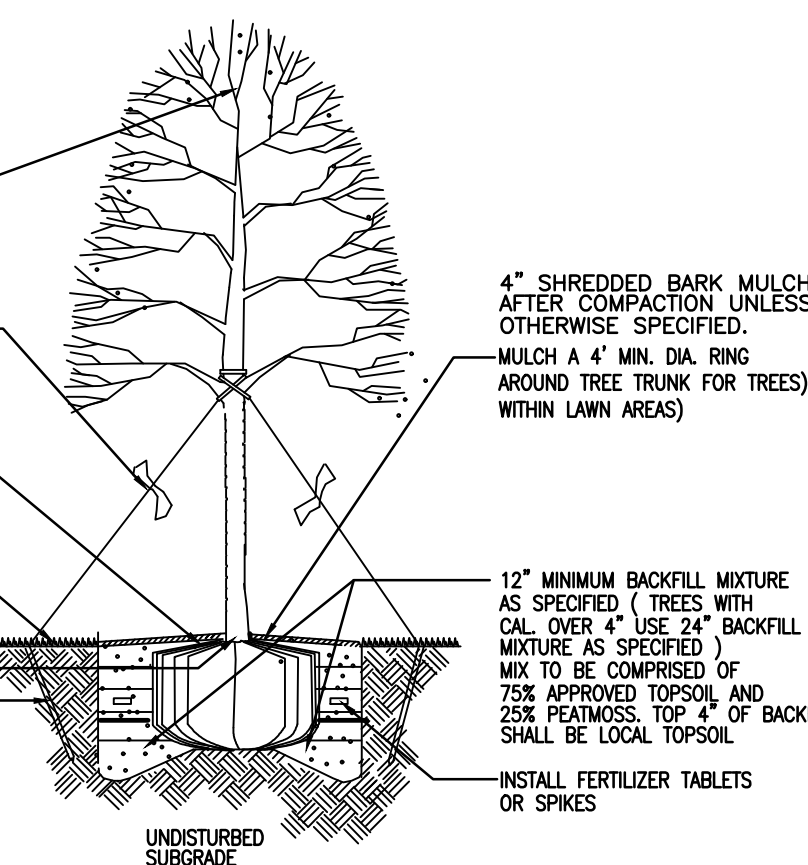 4" SHREDDED BARK MULCH
AFTER COMPACTION UNLESS
OTHERWISE SPECIFIED.
MULCH A 4' MIN. DIA. RING
AROUND TREE TRUNK FOR TREES)
WITHIN LAWN AREAS)
12" MINIMUM BACKFILL MIXTURE
AS SPECIFIED ( TREES WITH
CAL. OVER 4" USE 24" BACKFILL
MIXTURE AS SPECIFIED )
MIX TO BE COMPRISED OF
75% APPROVED TOPSOIL AND
25% PEATMOSS. TOP 4" OF
SHALL BE LOCAL TOPSOIL
INSTALL FERTILIZER TABLETS
OR SPIKES
UNDISTURBED
SUBGRADE